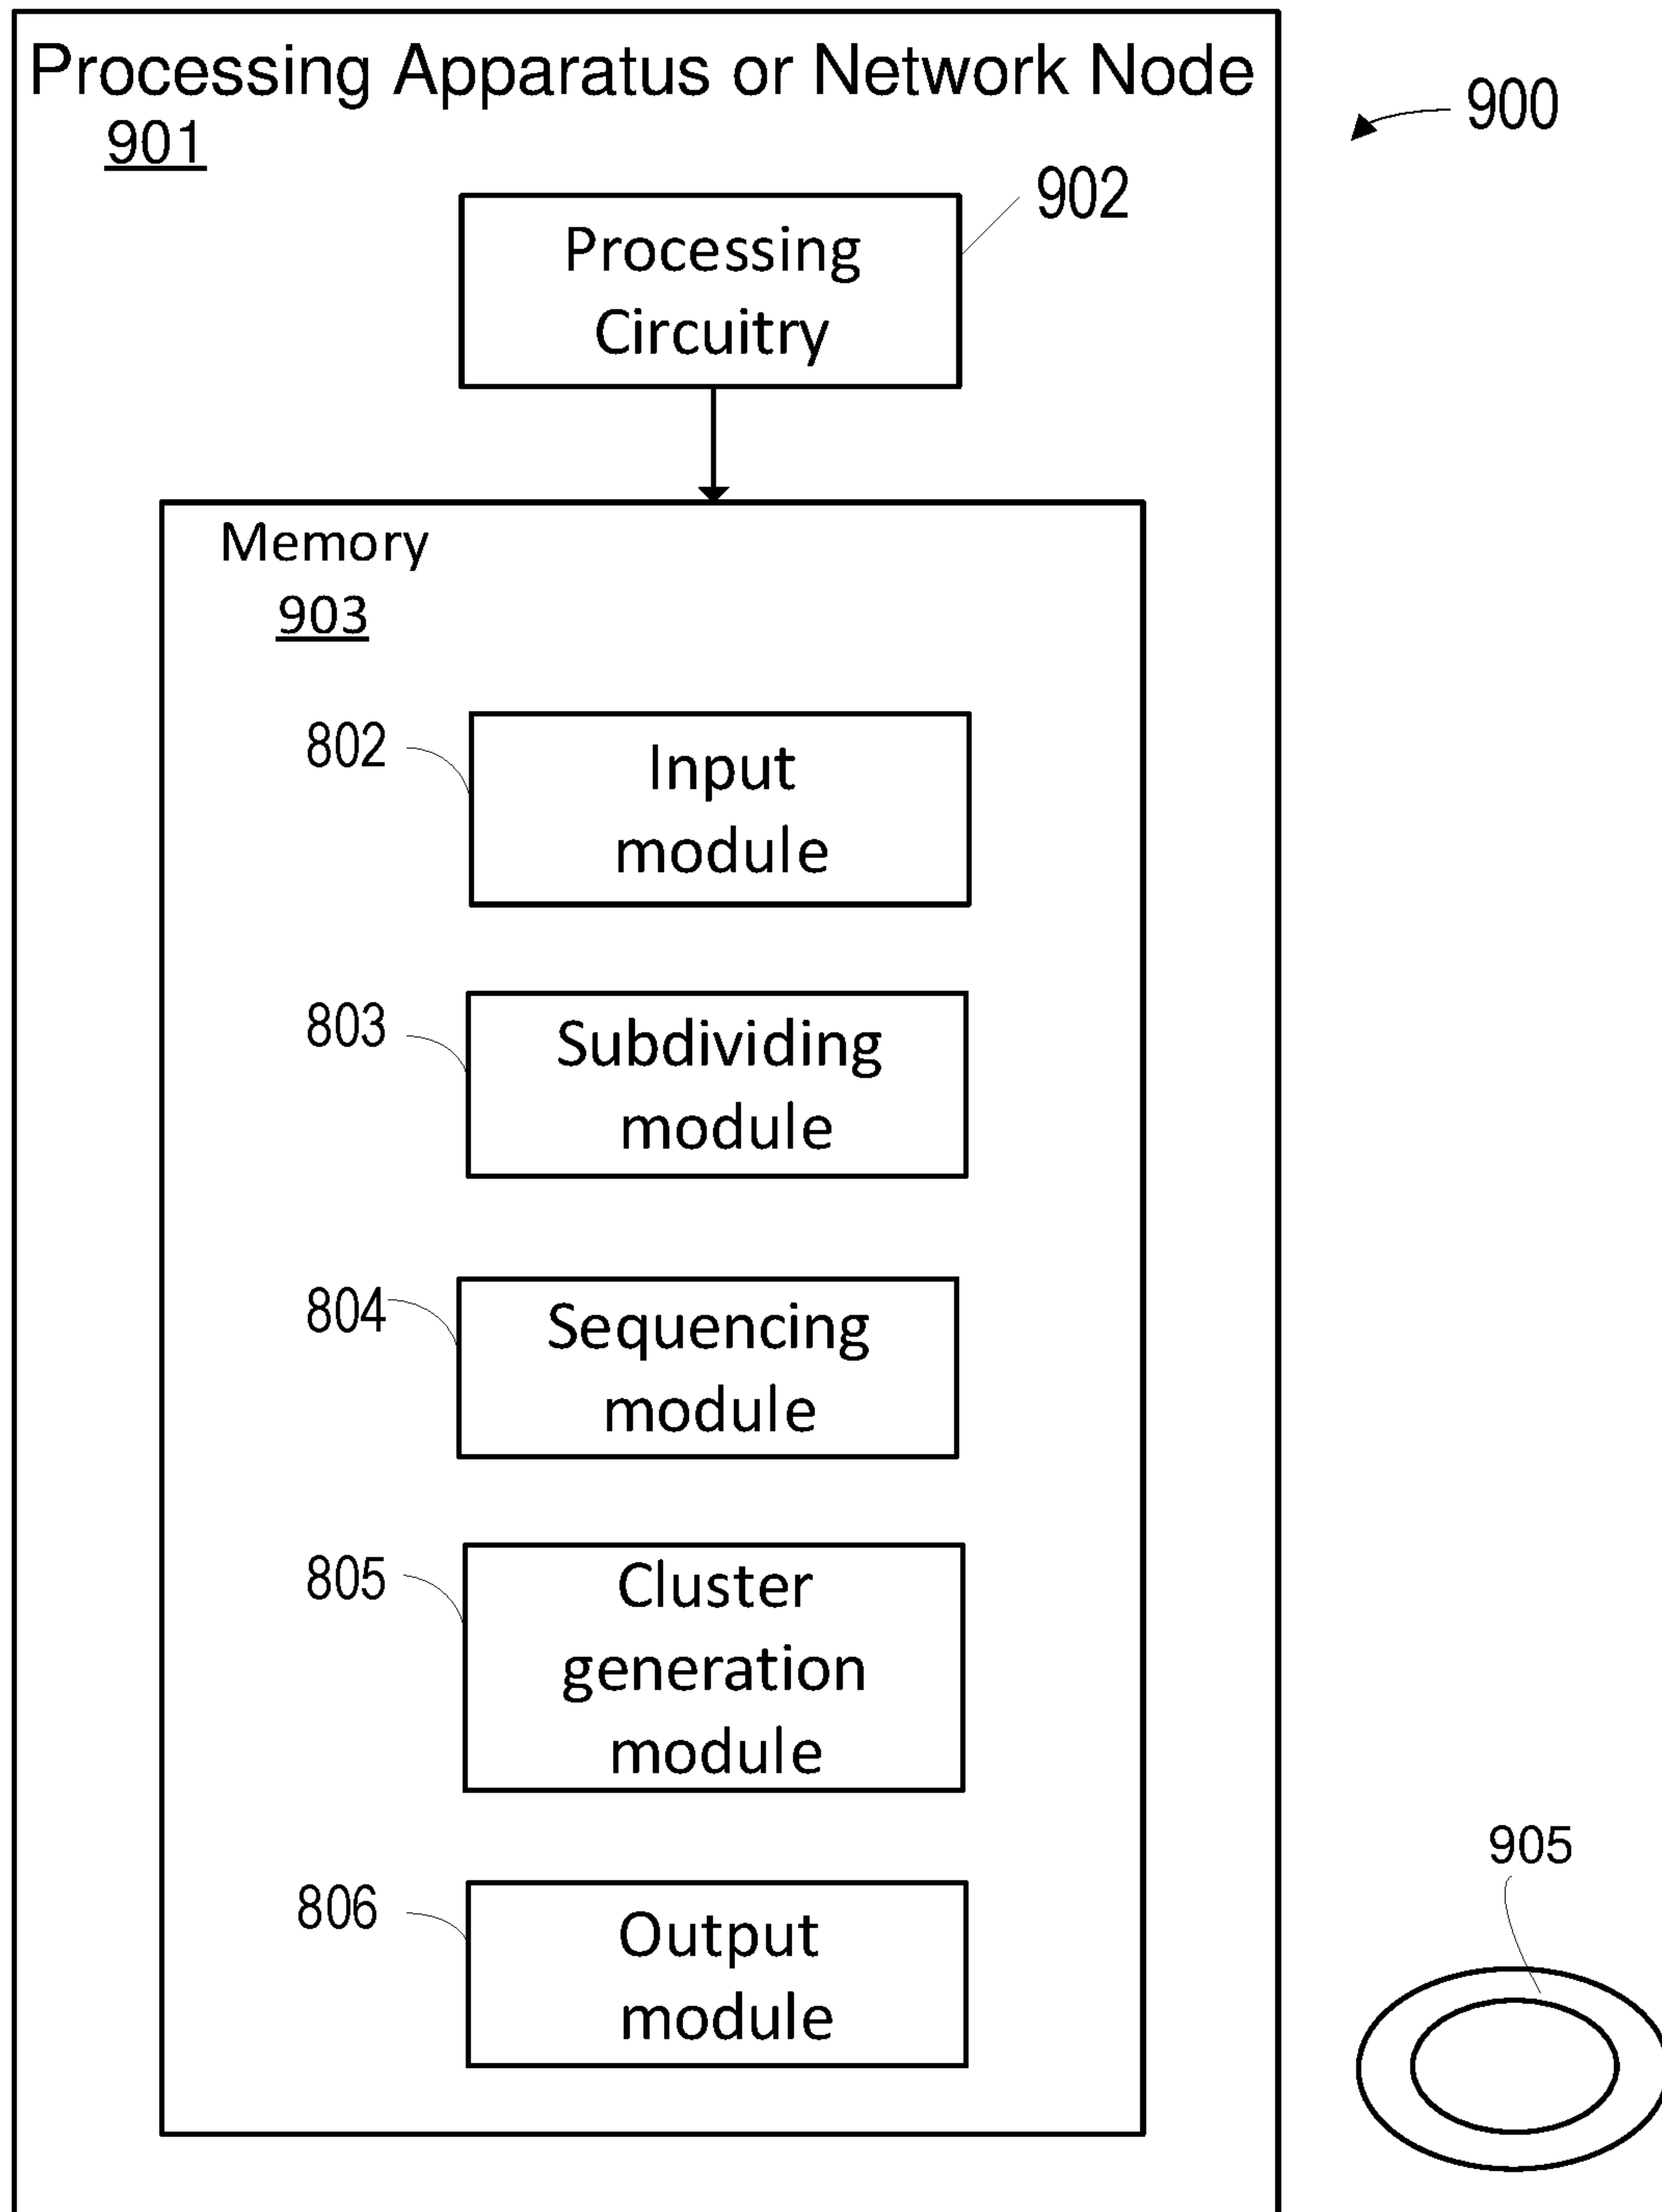 Processing Apparatus or Network Node
901
900
902
Processing
Circuitry
Memory
903
802
Input
module
803
Subdividing
module
804
Sequencing
module
805
Cluster
generation
module
806
Output
module
905